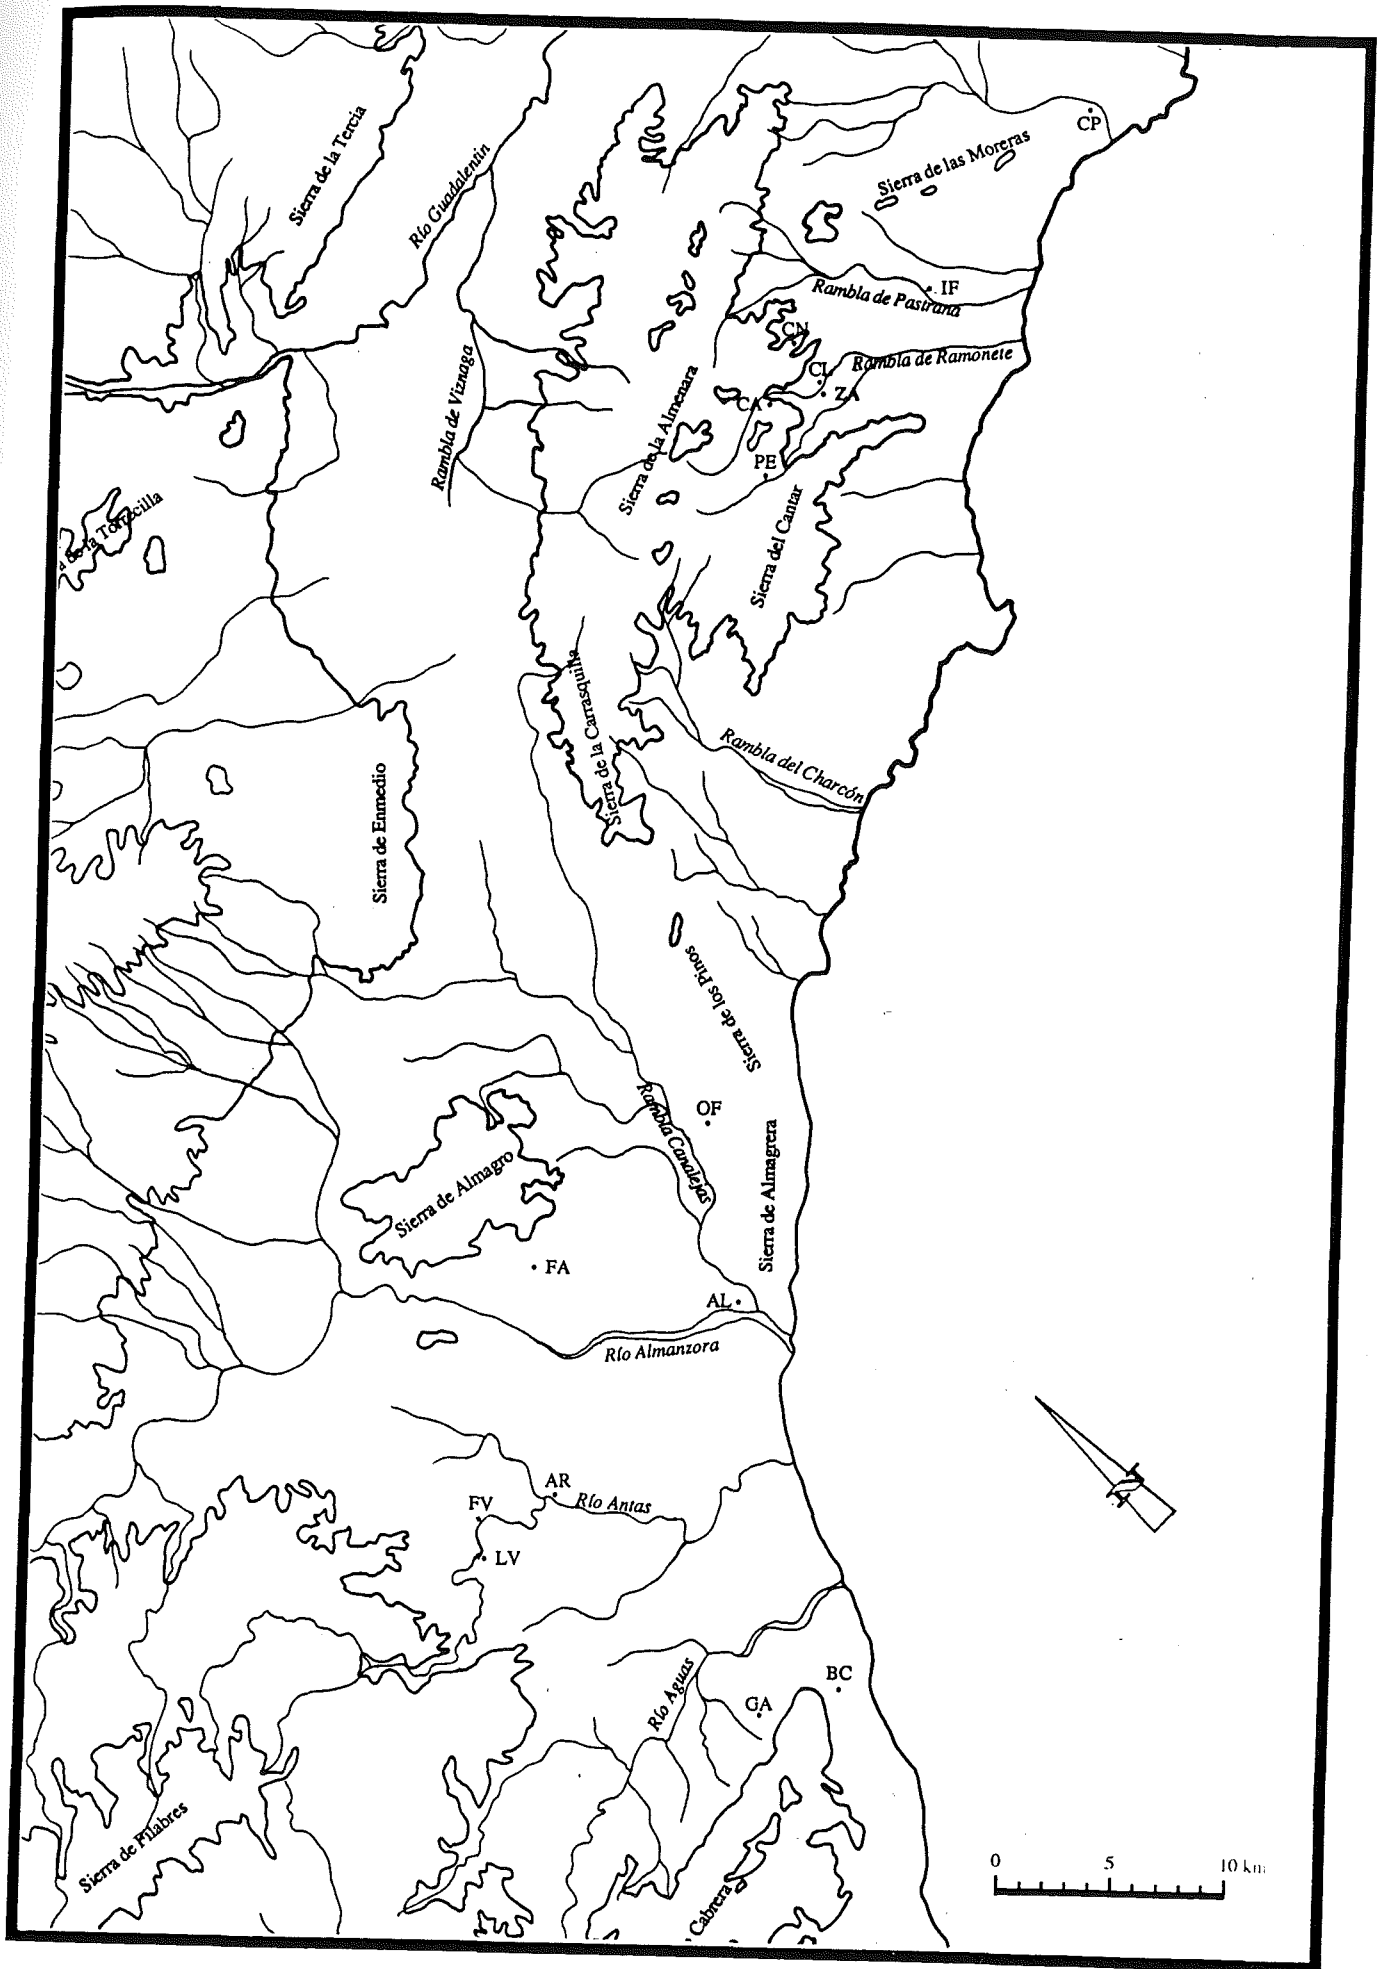 CP
Sierra de las Moreras
Sierra de la Tercia
Río Guadalentín
IF
Rambla de Pastrana
CN
Rambla de Ramonete
CL
ZA
CA
Rambla de Viznaga
Sierra de la Almenara
PE
de la Torrecilla
Sierra del Cantar
Sierra de la Carrasquilla
Rambla del Charcón
Sierra de Enmedio
Sierra de los Pinos
OF
Rambla Canalejas
Sierra de Almagro
Sierra de Almagrera
FA
AL
Río Almanzora
AR
FV
Río Antas
LV
BC
GA
Río Aguas
Sierra de Filabres
Cabrera
0 5 10 km